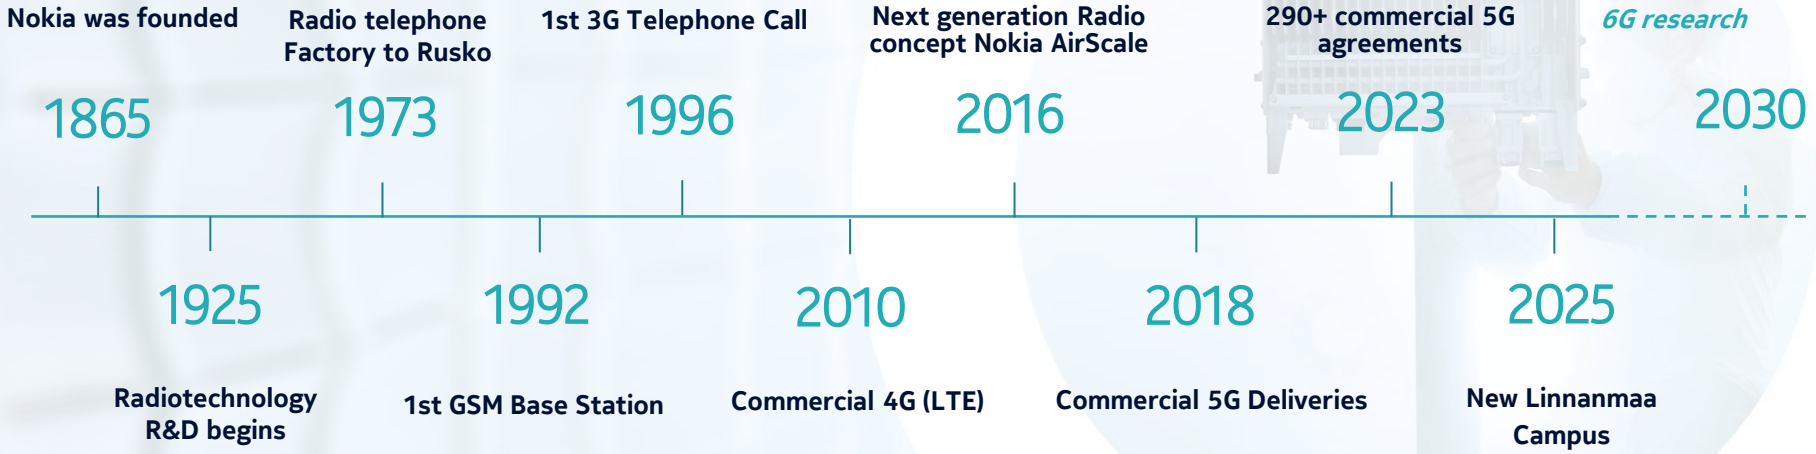 Nokia was founded
1865
Radiotechnology
R&D begins
1925
Radio telephone
Factory to Rusko
1973
1st GSM Base Station
1992
1st 3G Telephone Call
1996
Commercial 4G (LTE)
2010
Next generation Radio
concept Nokia AirScale
2016
Commercial 5G Deliveries
2018
290+ commercial 5G
agreements
2023
New Linnanmaa
Campus
2025
6G research
2030